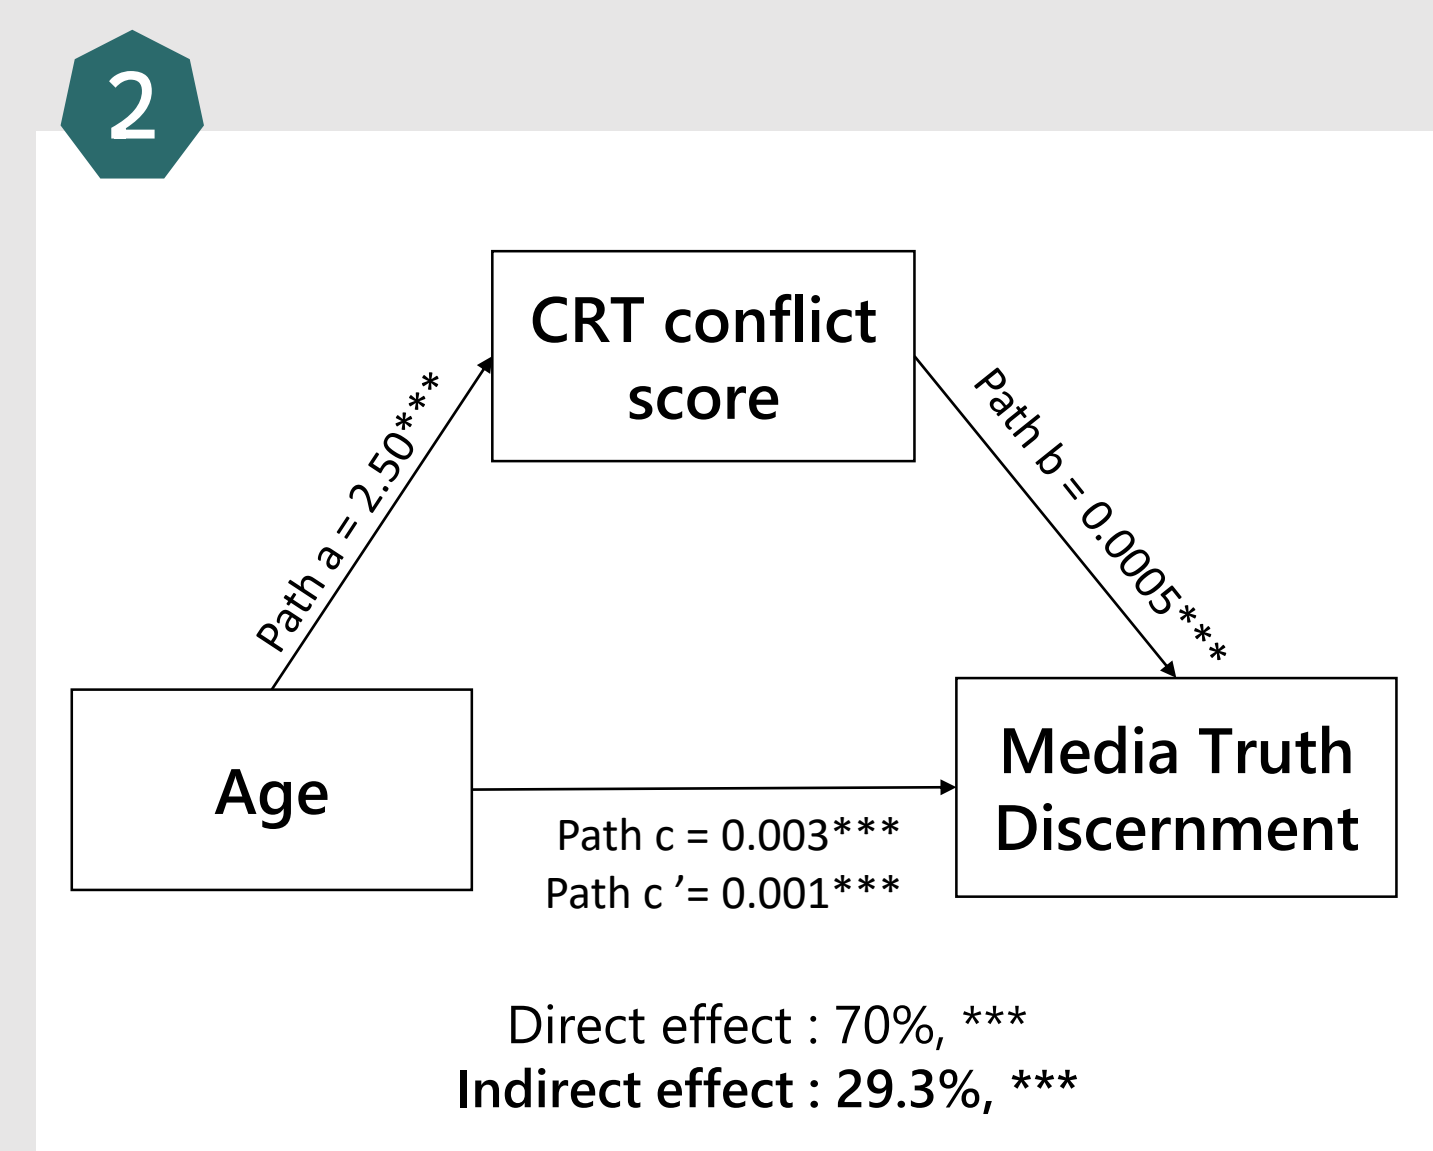 2
CRT conflict
score
Path a = 2.50***
Path b = 0.0005***
Age
Media Truth
Discernment
Path c = 0.003***
Path c ’= 0.001***
Direct effect : 70%, ***
Indirect effect : 29.3%, ***